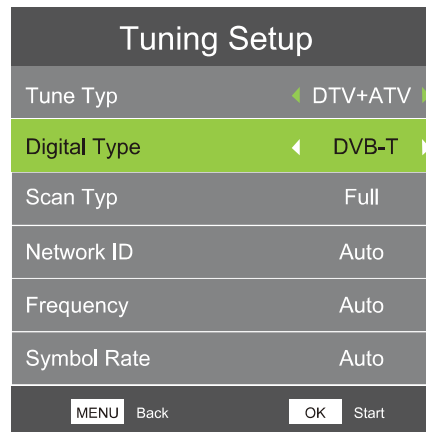 Tuning Setup
Tune Typ DTV+ATV
Digital Type DVB-T
Scan Typ Full
Network ID Auto
Frequency Auto
Symbol Rate Auto
MENU Back OK Start